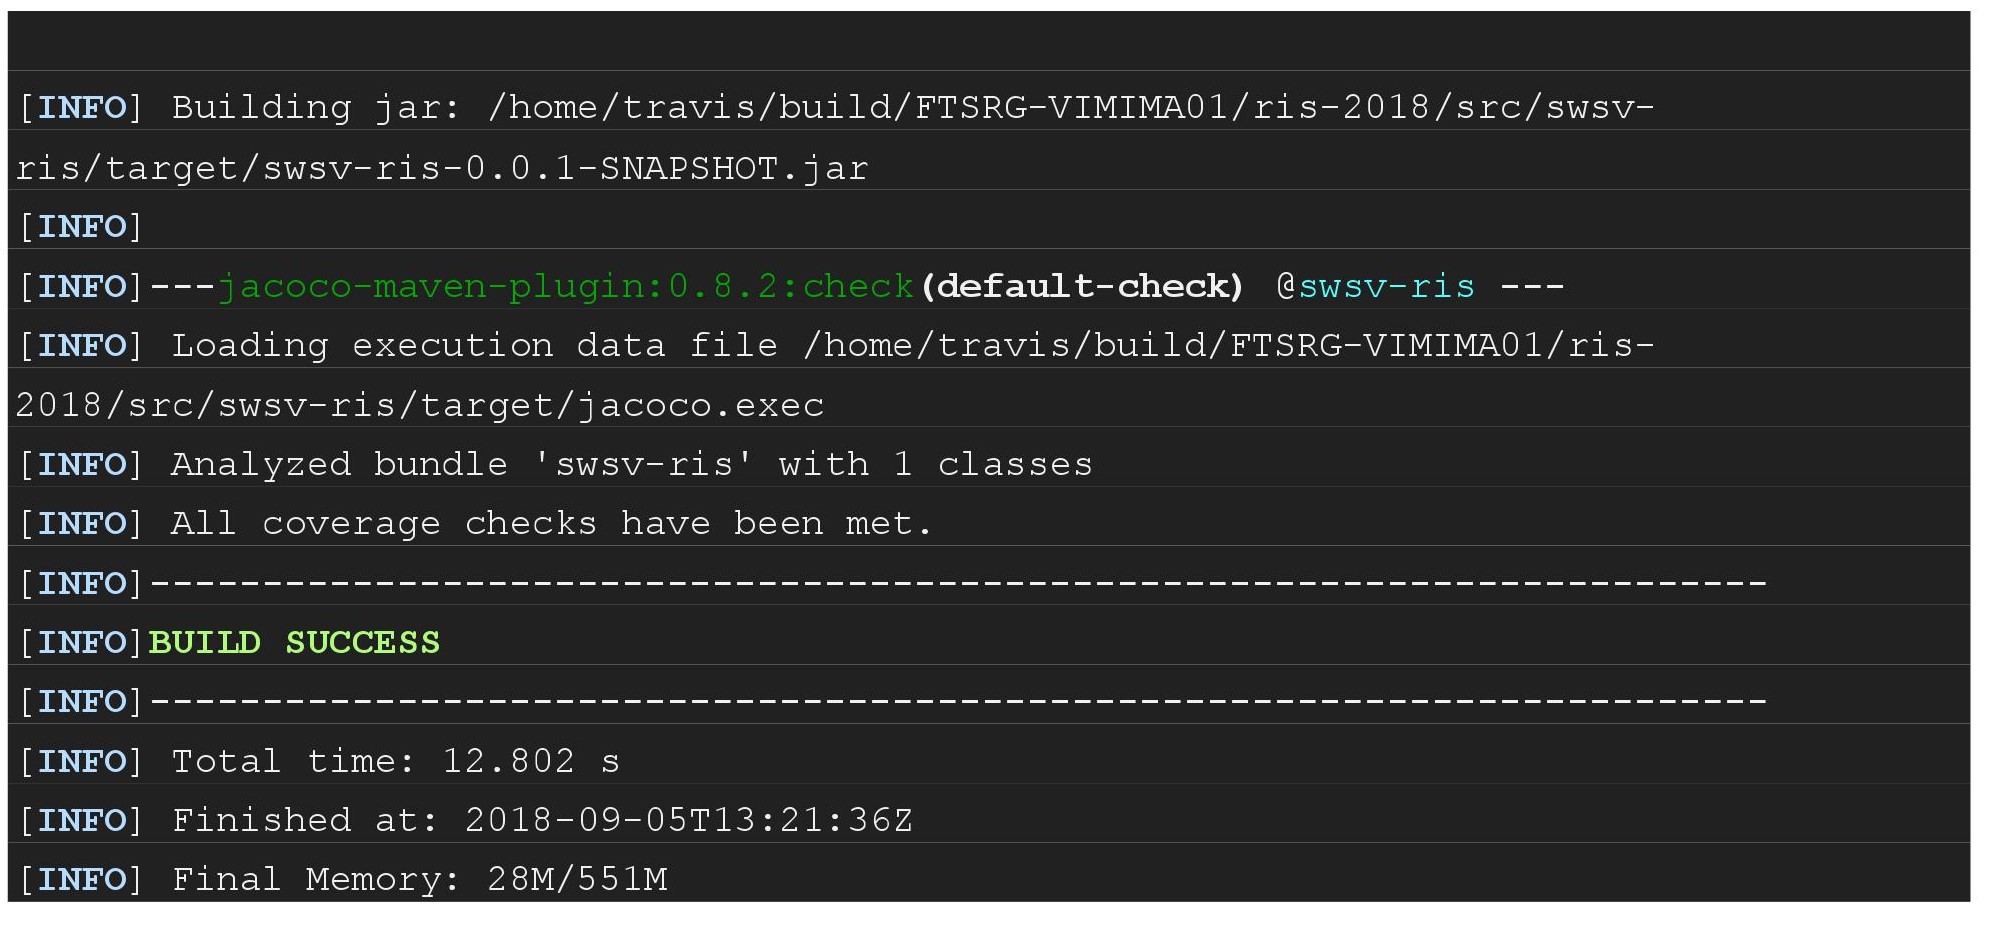 [INFO] Building jar: /home/travis/build/FTSRG-VIMIMA01/ris-2018/src/swsv-
ris/target/swsv-ris-0.0.1-SNAPSHOT.jar
[INFO]
[INFO]---jacoco-maven-plugin:0.8.2:check(default-check) @swsv-ris ---
[INFO] Loading execution data file /home/travis/build/FTSRG-VIMIMA01/ris-
2018/src/swsv-ris/target/jacoco.exec
[INFO] Analyzed bundle 'swsv-ris' with 1 classes
[INFO] All coverage checks have been met.
[INFO]------------------------------------------------------------------------
[INFO]BUILD SUCCESS
[INFO]------------------------------------------------------------------------
[INFO] Total time: 12.802 s
[INFO] Finished at: 2018-09-05T13:21:36Z
[INFO] Final Memory: 28M/551M